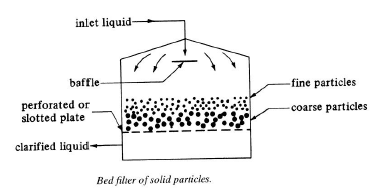 inlet liquid
baffle
fine particles
perforated or
slotted plate
coarse particles
clarified liquid
Bed filter of solid particles.